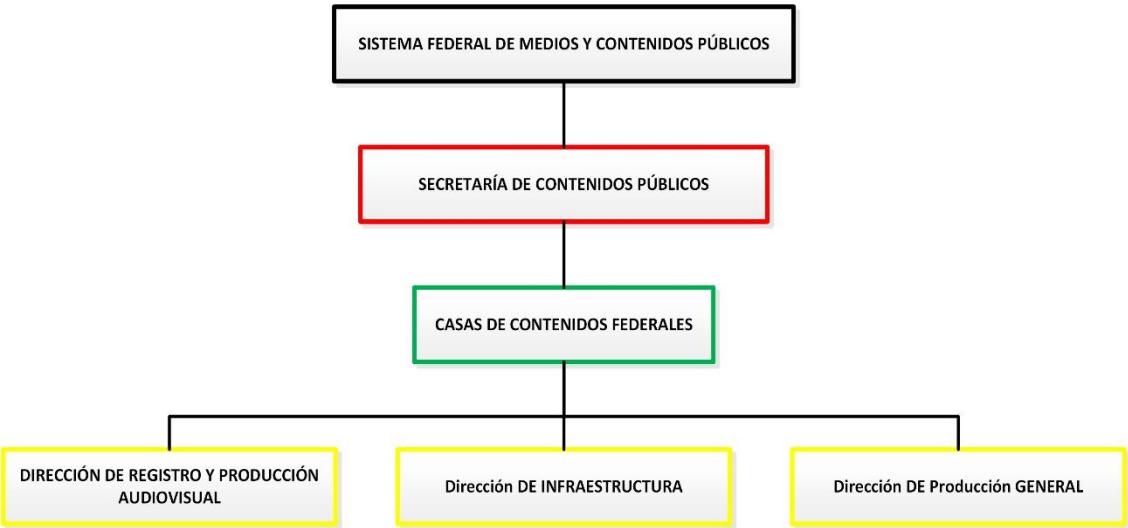 SISTEMA FEDERAL DE MEDIOS Y CONTENIDOS PÚBLICOS
SECRETARÍA DE CONTENIDOS PÚBLICOS
CASAS DE CONTENIDOS FEDERALES
DIRECCIÓN DE REGISTRO Y PRODUCCIÓN
AUDIOVISUAL
Dirección DE INFRAESTRUCTURA
Dirección DE Producción GENERAL